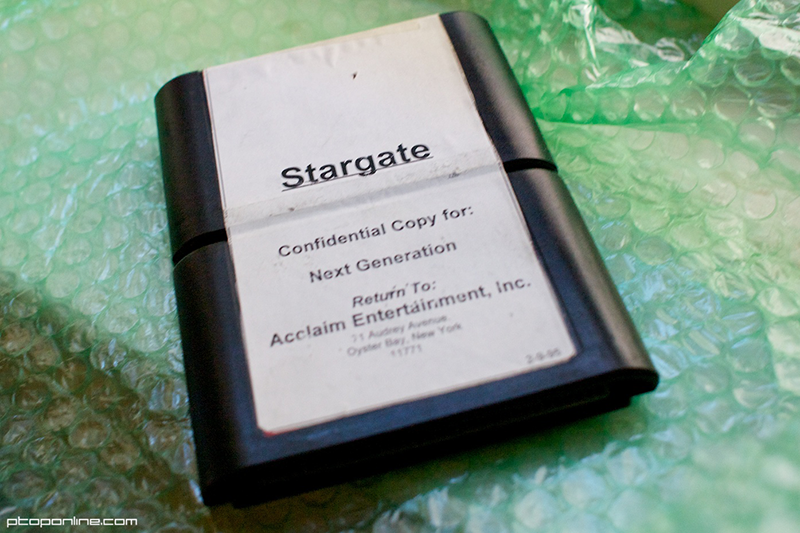 Stargate
Confidential Copy for:
Next Generation
Return To:
Acclaim Entertainment, Inc.
71 Audrey Avenue
Oyster Bay, New York
11771
2-9-95
ptoponline.com